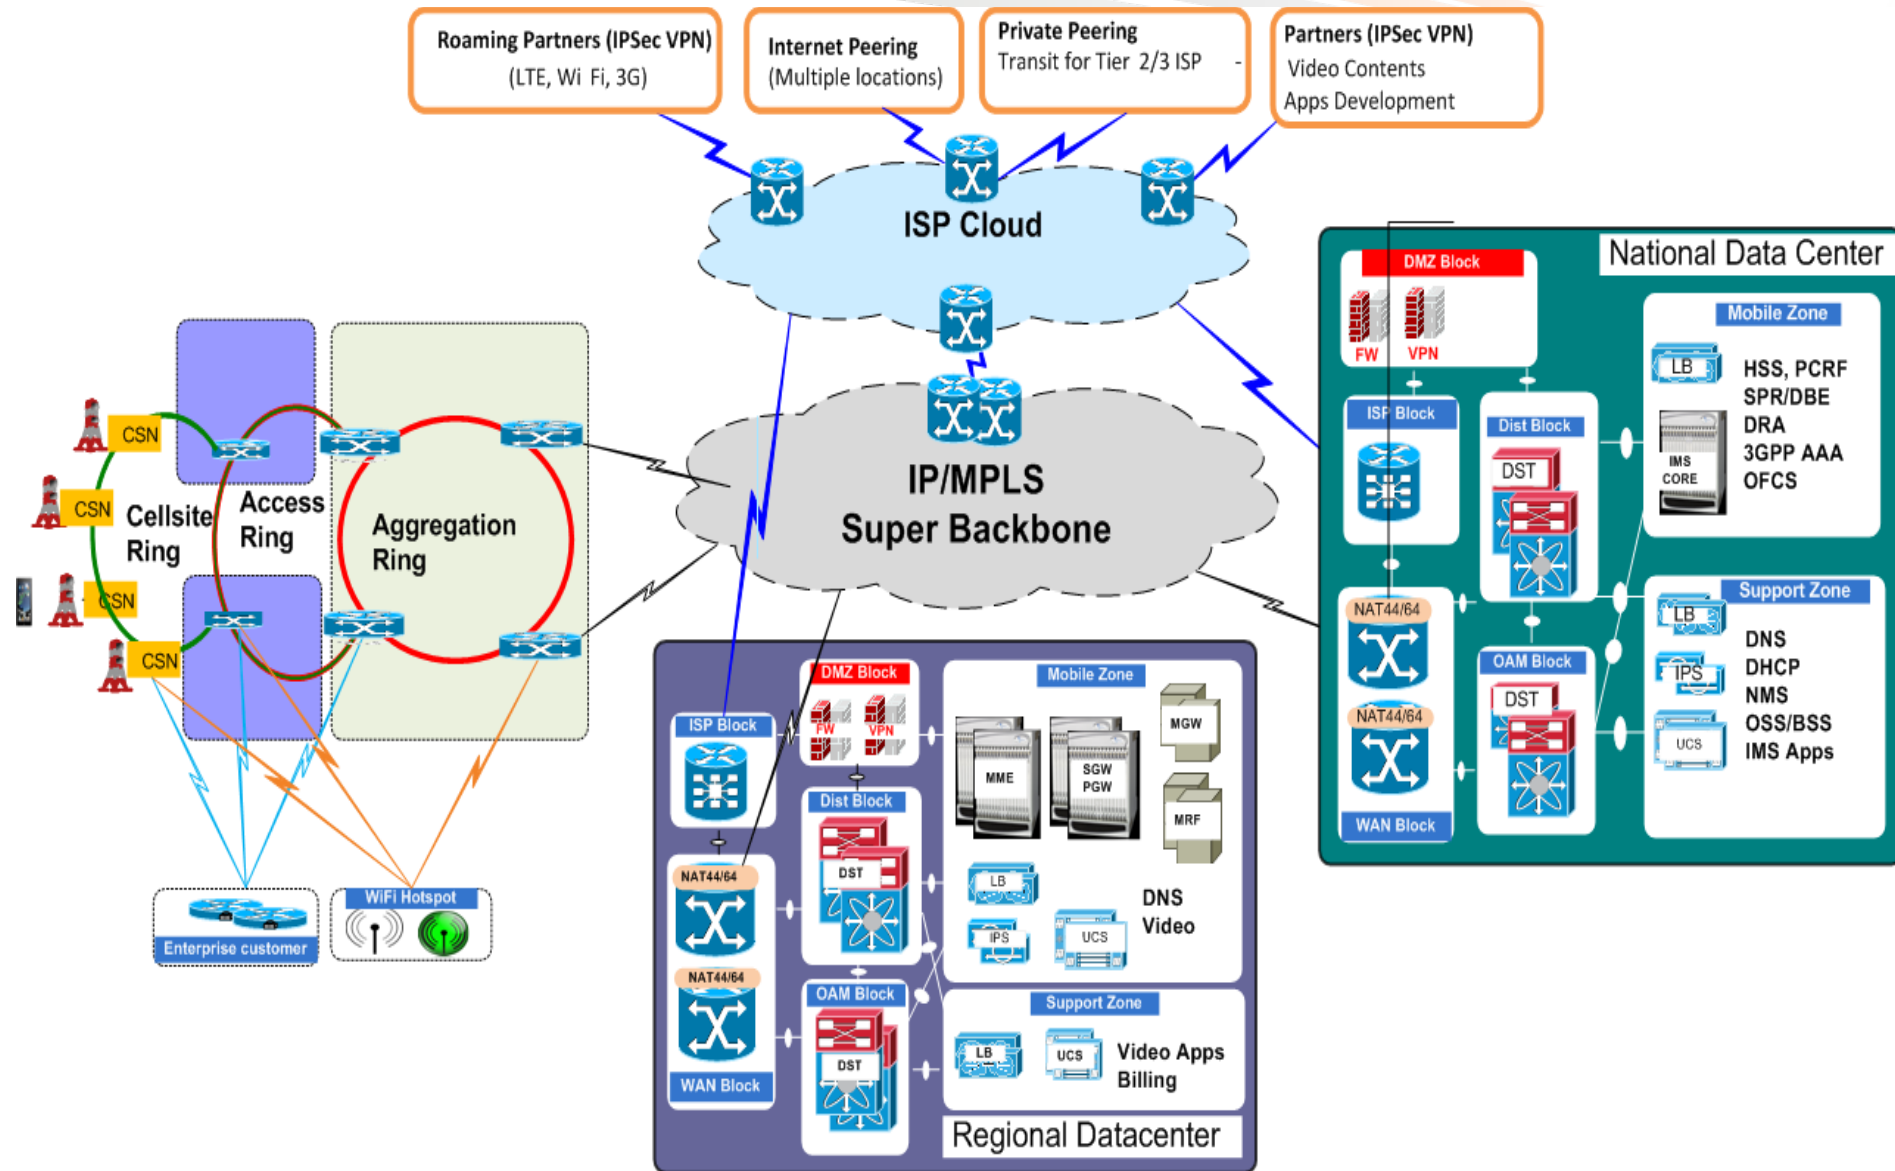 Roaming Partners (IPSec VPN)
(LTE, Wi Fi, 3G)
Internet Peering
(Multiple locations)
Private Peering
Transit for Tier 2/3 ISP -
Partners (IPSec VPN)
Video Contents
Apps Development
ISP Cloud
IP/MPLS
Super Backbone
CSN
CSN
CSN
CSN
Cellsite
Ring
Access
Ring
Aggregation
Ring
Enterprise customer
WiFi Hotspot
National Data Center
DMZ Block
FW
VPN
ISP Block
Dist Block
DST
Mobile Zone
LB
IMS
CORE
HSS, PCRF
SPR/DBE
DRA
3GPP AAA
OFCS
NAT44/64
NAT44/64
WAN Block
OAM Block
DST
Support Zone
LB
IPS
UCS
DNS
DHCP
NMS
OSS/BSS
IMS Apps
ISP Block
DMZ Block
FW
VPN
Dist Block
DST
Mobile Zone
MME
SGW
PGW
MGW
MRF
LB
IPS
UCS
DNS
Video
NAT44/64
NAT44/64
WAN Block
OAM Block
DST
Support Zone
LB
UCS
Video Apps
Billing
Regional Datacenter